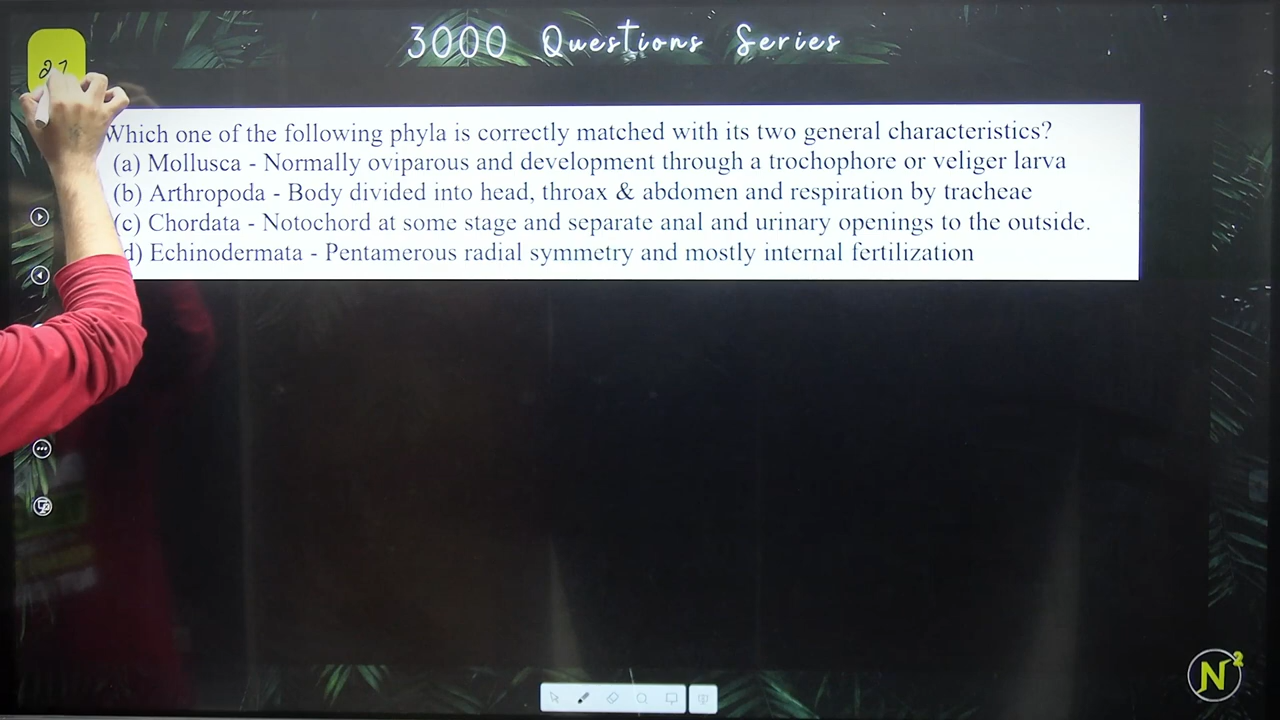 3000 Questions Series
Which one of the following phyla is correctly matched with its two general characteristics?
(a) Mollusca - Normally oviparous and development through a trochophore or veliger larva
(b) Arthropoda - Body divided into head, throax & abdomen and respiration by tracheae
(c) Chordata - Notochord at some stage and separate anal and urinary openings to the outside.
d) Echinodermata - Pentamerous radial symmetry and mostly internal fertilization
N²